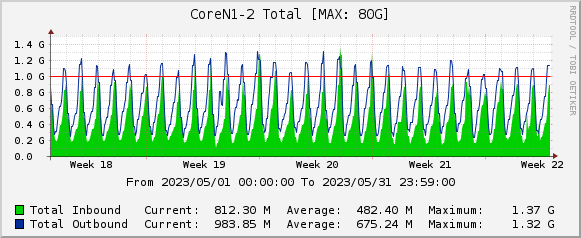 CoreN1-2 Total [MAX: 80G]
RRDTOOL / TOBI OETIKER
1.4 G
1.2 G
1.0 G
0.8 G
0.6 G
0.4 G
0.2 G
0.0
Week 18 Week 19 Week 20 Week 21 Week 22
From 2023/05/01 00:00:00 To 2023/05/31 23:59:00
Total Inbound Current: 812.30 M Average: 482.40 M Maximum: 1.37 G
Total Outbound Current: 983.85 M Average: 675.24 M Maximum: 1.32 G